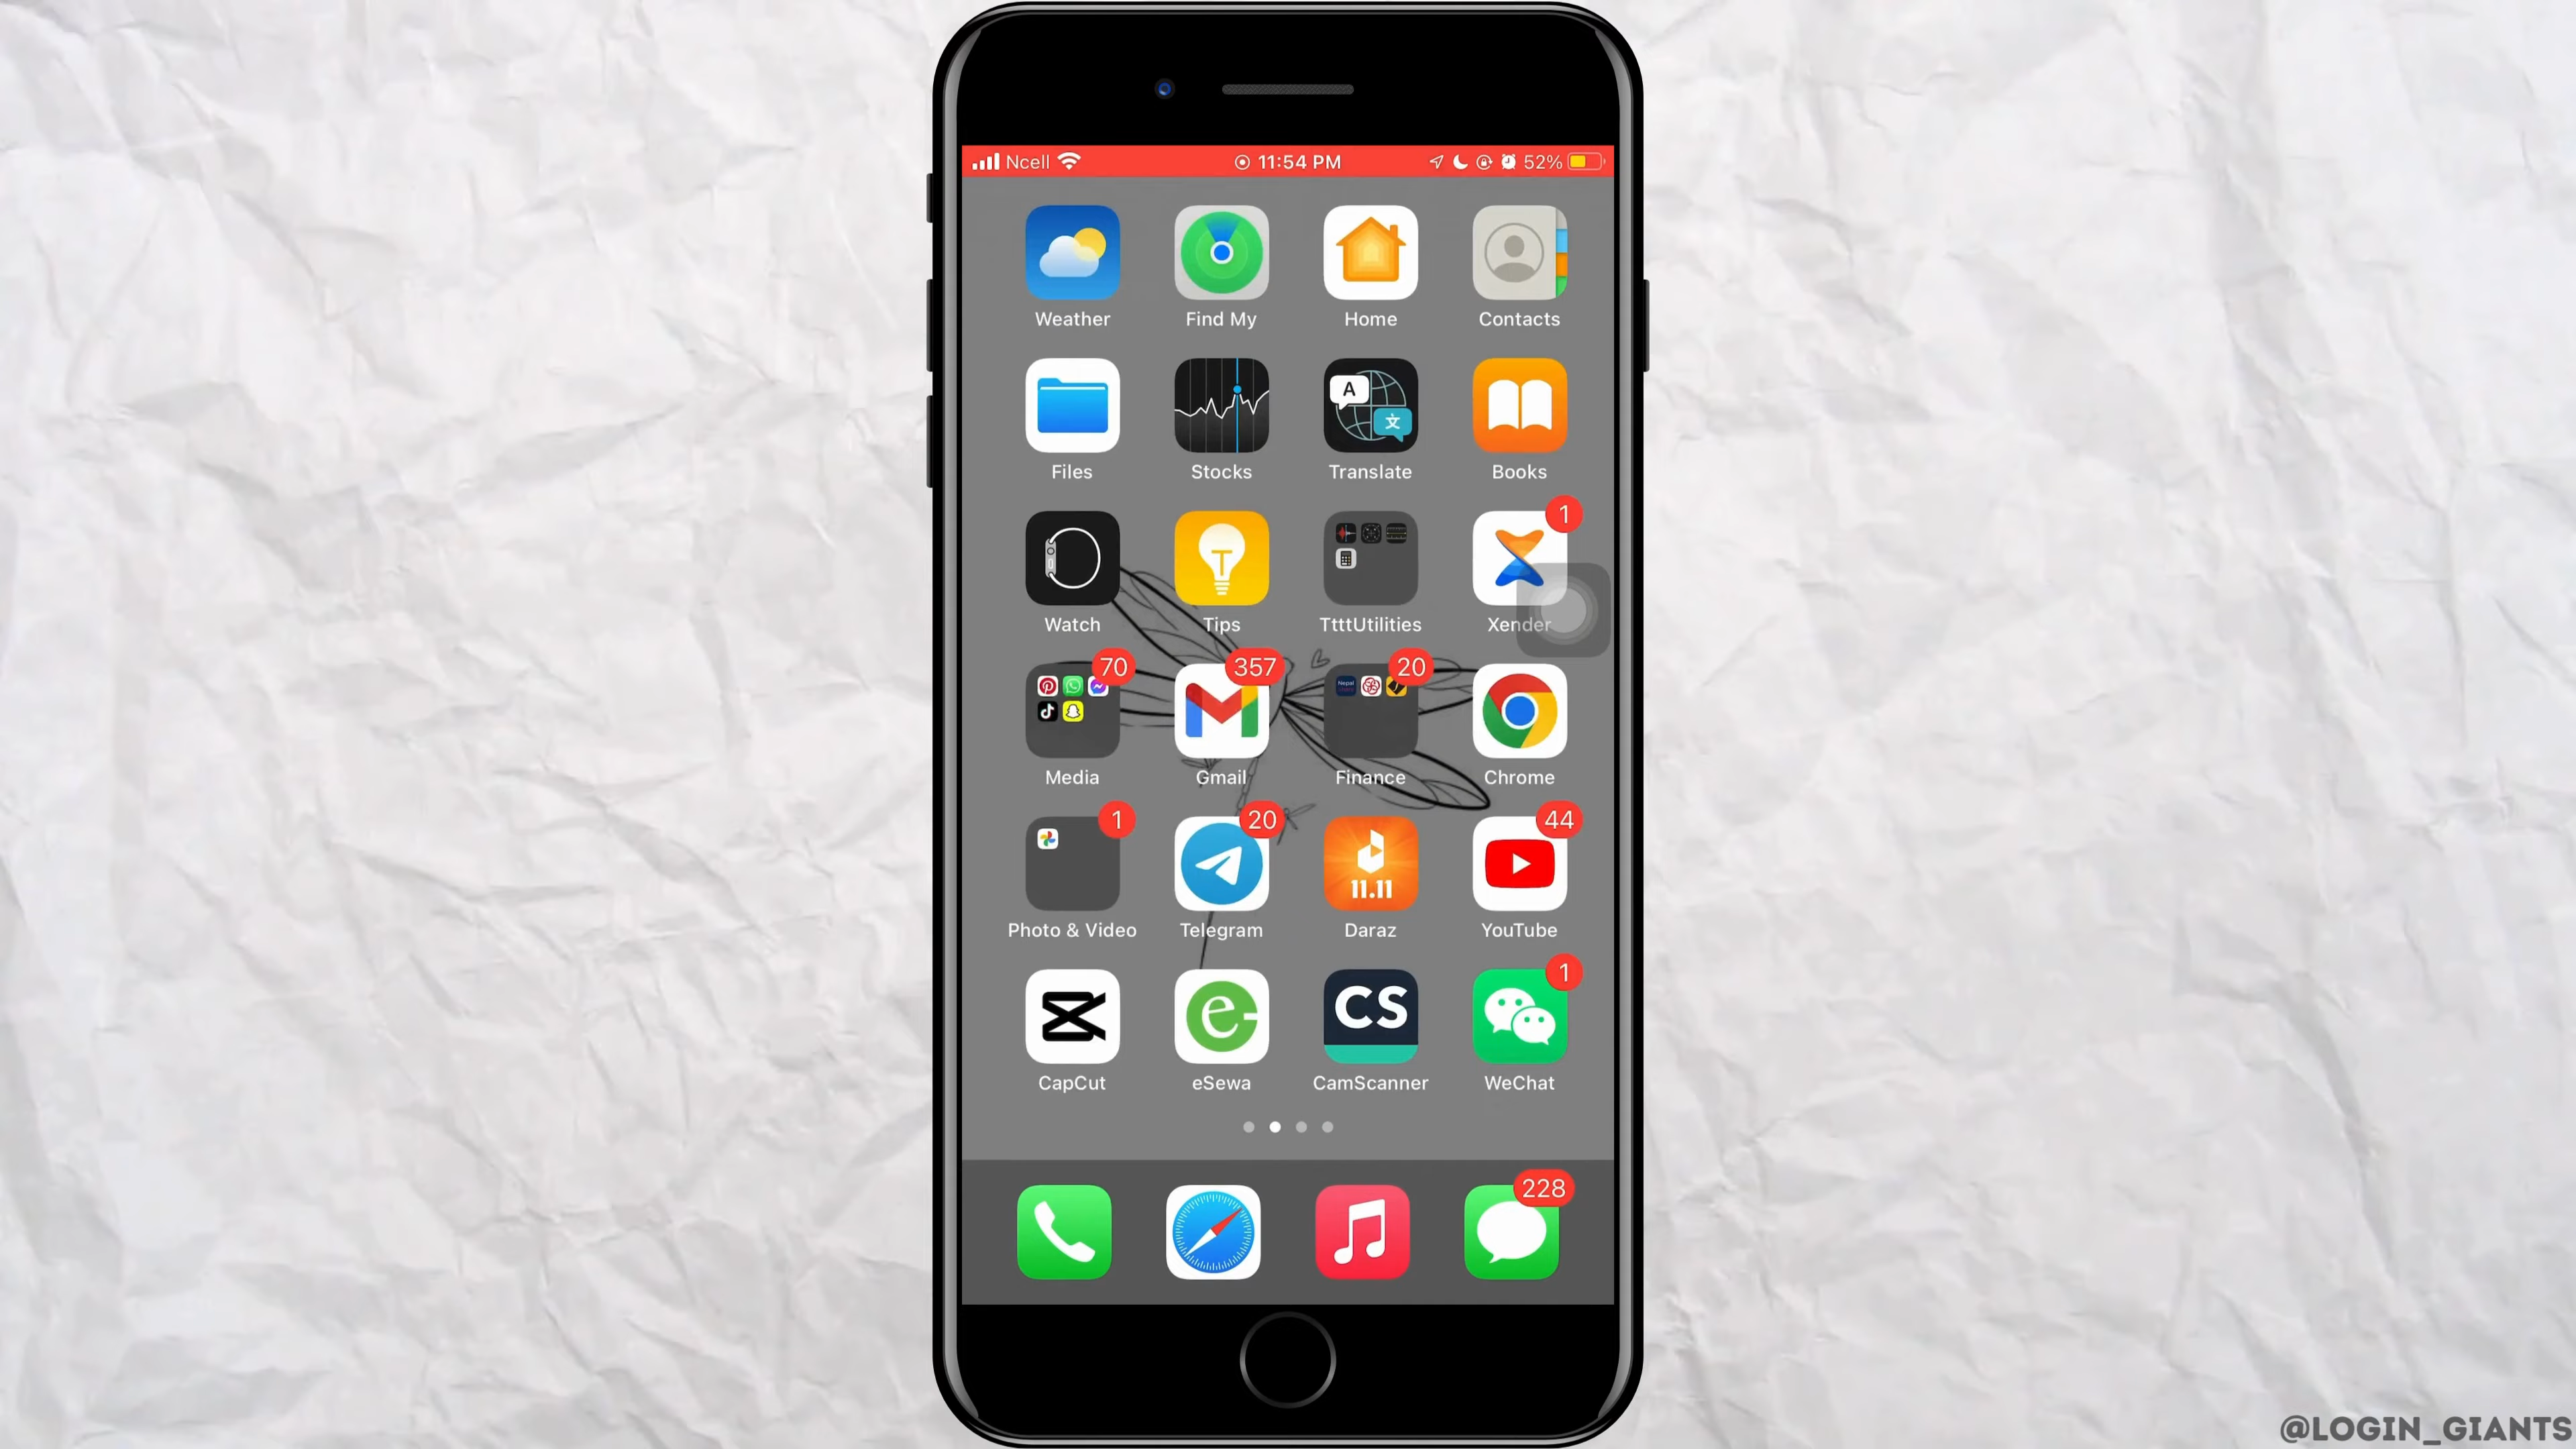 Ncell 11:54 PM 52%
Weather Find My Home Contacts
A 文
Files Stocks Translate Books
1
Watch Tips TtttUtilities Xender
70 357 20
Media Gmail Finance Chrome
1 20 44
11.11
Photo & Video Telegram Daraz YouTube
1
e CS
CapCut eSewa CamScanner WeChat
228
@LOGIN_GIANTS